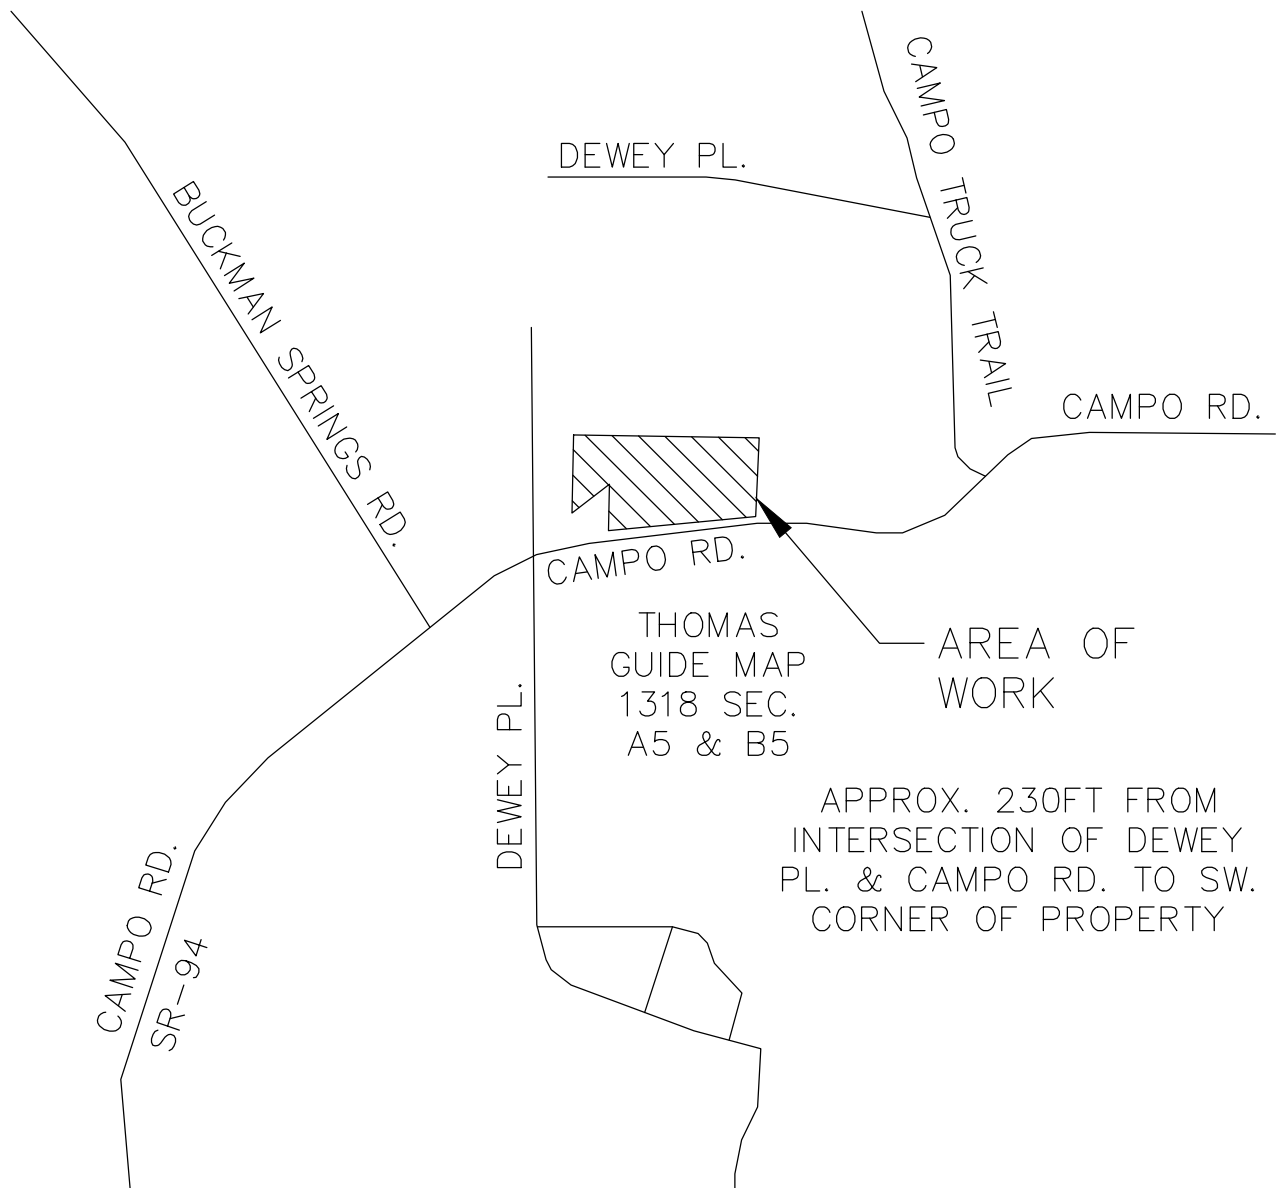 CAMPO TRUCK TRAIL
DEWEY PL.
BUCKMAN SPRINGS RD.
CAMPO RD.
CAMPO RD.
THOMAS
GUIDE MAP
1318 SEC.
A5 & B5
AREA OF
WORK
DEWEY PL.
APPROX. 230FT FROM
INTERSECTION OF DEWEY
PL. & CAMPO RD. TO SW.
CORNER OF PROPERTY
CAMPO RD.
SR-94